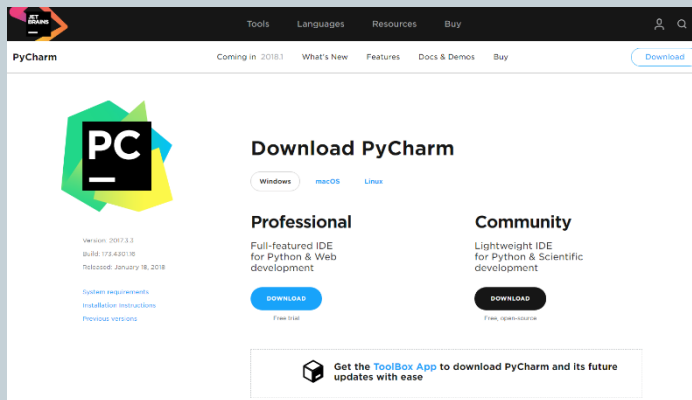 JET
BRAINS
Tools Languages Resources Buy
PyCharm
Coming in 2018.1 What's New Features Docs & Demos Buy
Download
PC
Download PyCharm
Windows macOS Linux
Version: 2017.3.3
Build: 173.4301.16
Released: January 18, 2018
System requirements
Installation Instructions
Previous versions
Professional
Full-featured IDE
for Python & Web
development
DOWNLOAD
Free trial
Community
Lightweight IDE
for Python & Scientific
development
DOWNLOAD
Free, open-source
Get the ToolBox App to download PyCharm and its future
updates with ease